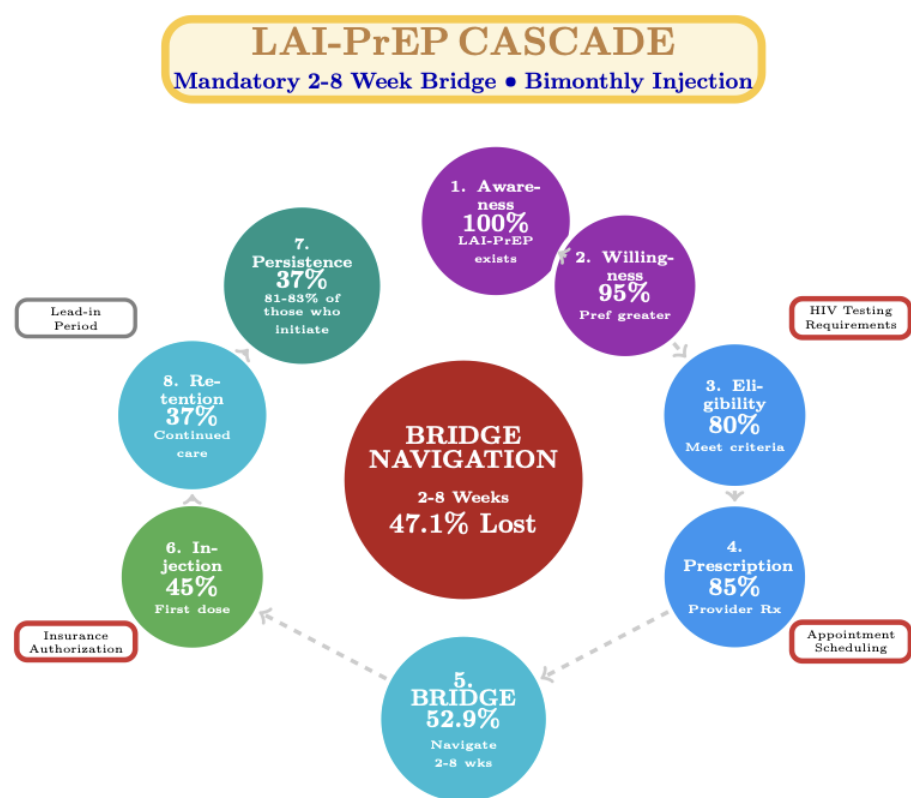 LAI-PrEP CASCADE
Mandatory 2-8 Week Bridge • Bimonthly Injection
1. Aware-
ness
100%
LAI-PrEP
exists
2. Willing-
ness
95%
Pref greater
HIV Testing
Requirements
3. Eli-
gibility
80%
Meet criteria
4.
Prescription
85%
Provider Rx
Appointment
Scheduling
5.
BRIDGE
52.9%
Navigate
2-8 wks
6. In-
jection
45%
First dose
Insurance
Authorization
8. Re-
tention
37%
Continued
care
Lead-in
Period
7.
Persistence
37%
81-83% of
those who
initiate
BRIDGE
NAVIGATION
2-8 Weeks
47.1% Lost